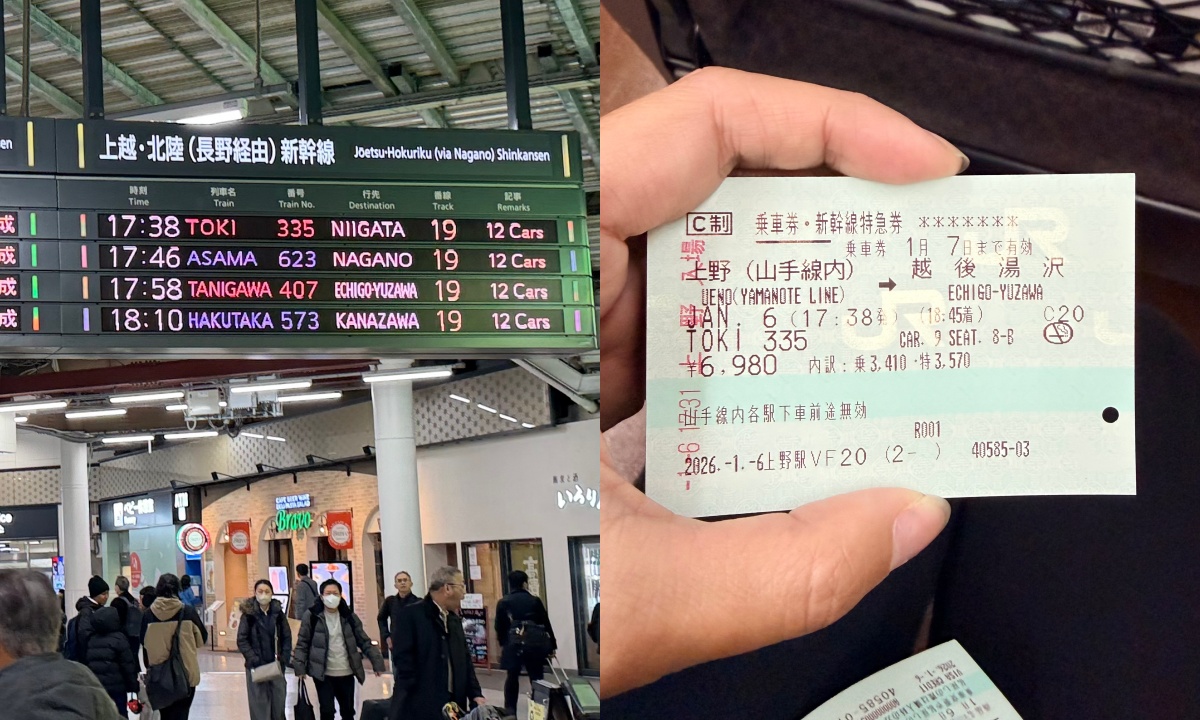 上越・北陸(長野経由)新幹線 Jōetsu-Hokuriku (via Nagano) Shinkansen
時刻 列車名 番号 行先 番線 記事
Time Train Train No. Destination Track Remarks
成 17:38 TOKI 335 NIIGATA 19 12 Cars
成 17:46 ASAMA 623 NAGANO 19 12 Cars
成 17:58 TANIGAWA 407 ECHIGO-YUZAWA 19 12 Cars
成 18:10 HAKUTAKA 573 KANAZAWA 19 12 Cars
Bravo
いろり
C制 乗車券・新幹線特急券 *******
乗車券 1月 7日まで有効
上野(山手線内) ➡ 越後湯沢
UENO(YAMANOTE LINE) ECHIGO-YUZAWA
JAN 6 (17:38発) (18:45着) C20
TOKI 335 CAR. 9 SEAT. 8-B
¥6,980 内訳:乗3,410・特3,570
山手線内各駅下車前途無効
R001
2026.-1.-6上野駅VF20 (2- ) 40585-03
VISA CREDIT